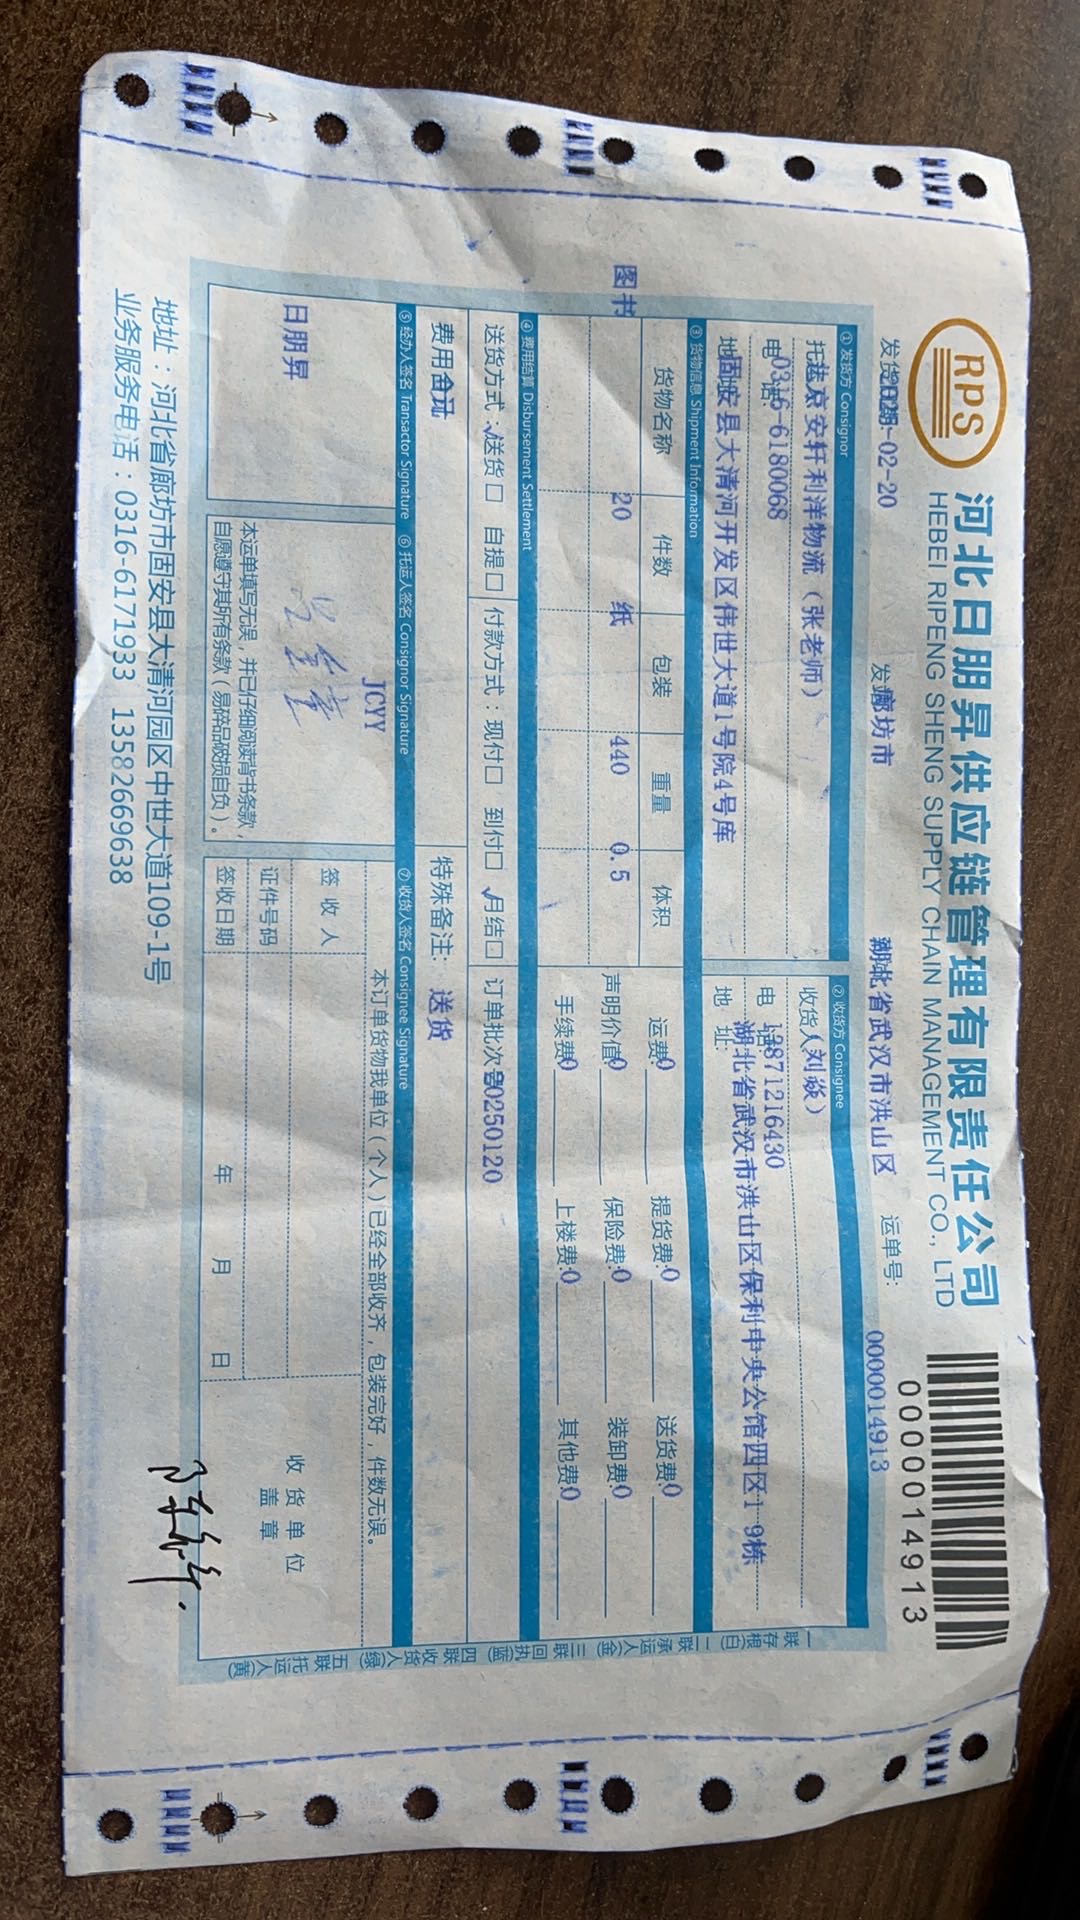 RPS
河北日朋昇供应链管理有限责任公司
HEBEI RIPENG SHENG SUPPLY CHAIN MANAGEMENT CO., LTD
0000014913
2025-02-20 廊坊市 湖北省武汉市洪山区 运单号: 0000014913
① 发货方 Consignor ② 收货方 Consignee
北京安轩利洋物流（张老师） 收货人（刘焱）
电话: 0316-6180068 电话: 13871216430
固安县大清河开发区伟世大道1号院4号库 地址: 湖北省武汉市洪山区保利中央公馆四区1-9栋
③ 货物信息 Shipment Information
货物名称 件数 包装 重量 体积 运费:0 提货费:0 送货费:0
图书 20 纸 440 0.5 声明价值:0 保险费:0 装卸费:0
手续费:0 上楼费:0 其他费:0
④ 费用结算 Disbursement Settlement
送货方式:√送货□ 自提□ 付款方式:现付□ 到付□ √月结□ 订单批次号20250120
费用合计 特殊备注: 送货
⑤ 经办人签名 Transactor Signature ⑥ 托运人签名 Consignor Signature ⑦ 收货人签名 Consignee Signature
日朋昇
JCYY
本运单填写无误，并已仔细阅读背书条款，
自愿遵守其所有条款（易碎品破损自负）。
本订单货物我单位（个人）已经全部收齐，包装完好，件数无误。
签收人
证件号码
签收日期 年 月 日
收货单位
盖章
一联存根(白) 二联承运人(金) 三联回执(蓝) 四联收货人(绿) 五联托运人(黄)
地址：河北省廊坊市固安县大清河园区中世大道109-1号
业务服务电话：0316-6171933 13582669638